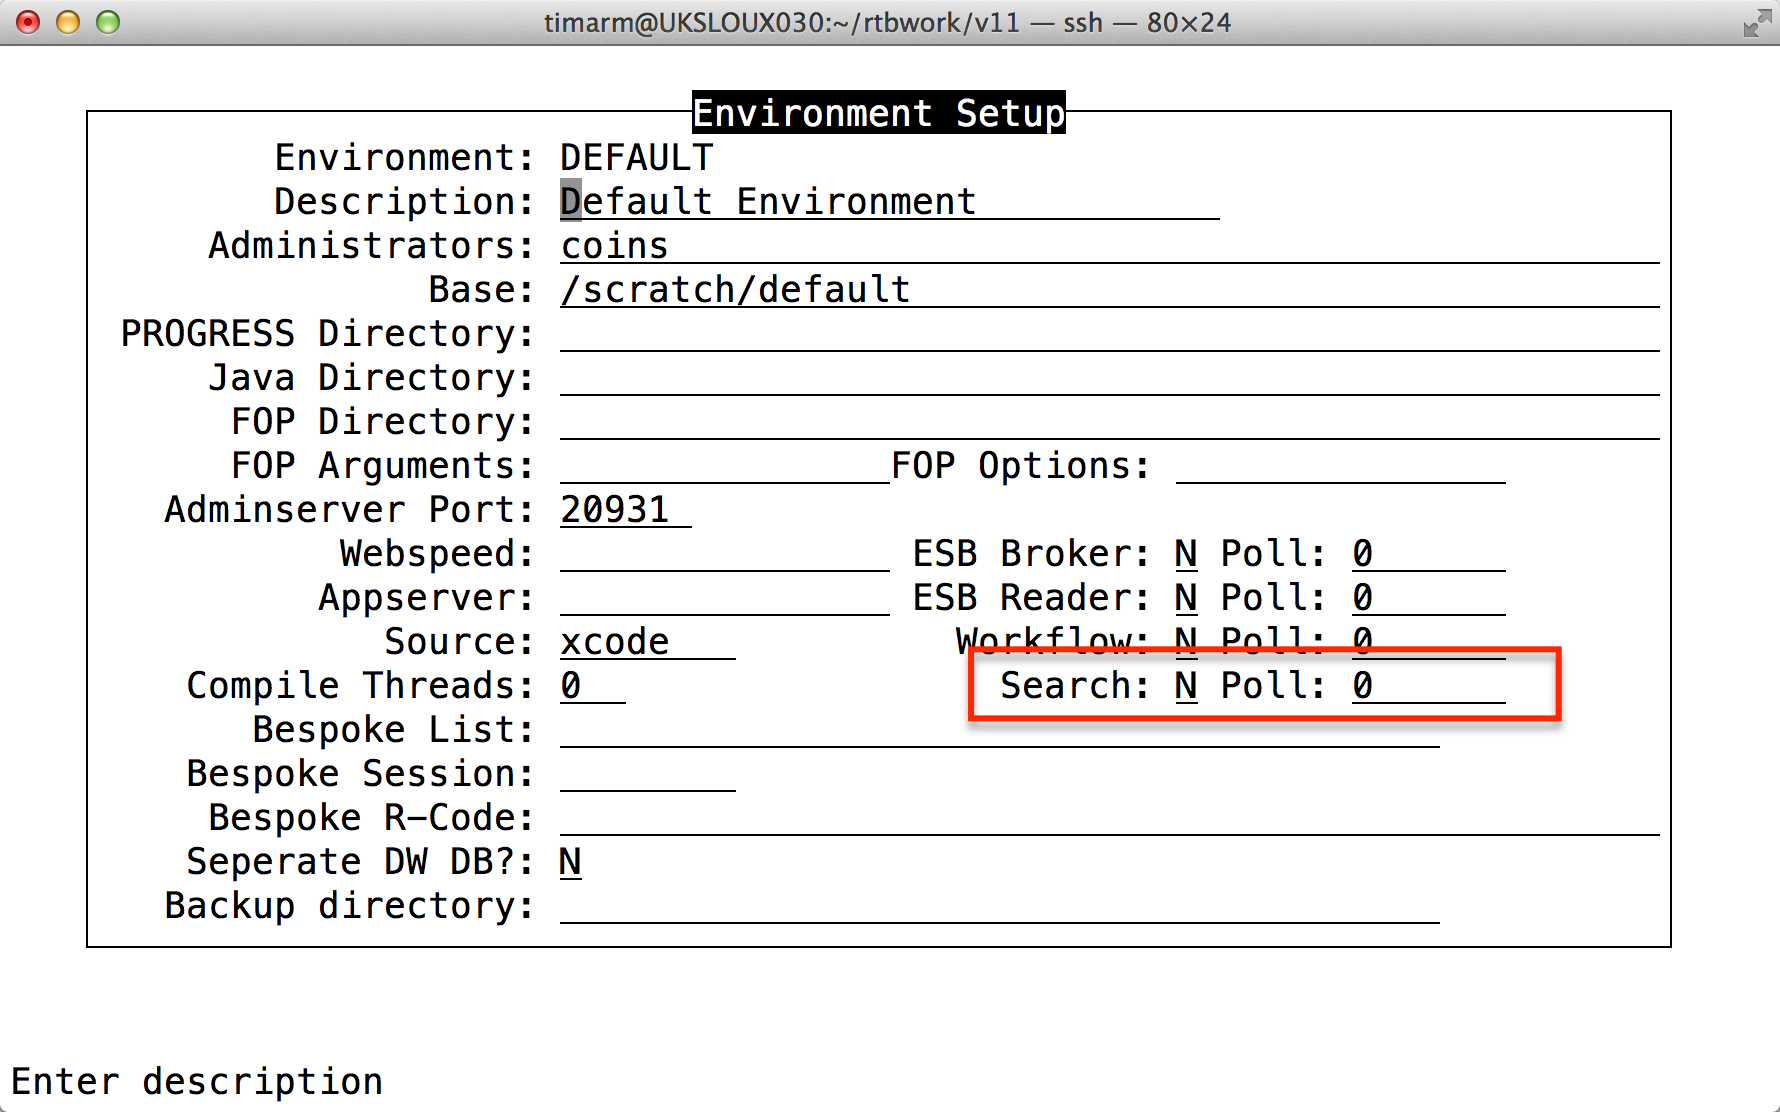 timarm@UKSLOUX030:~/rtbwork/v11 — ssh — 80×24
Environment Setup
Environment: DEFAULT
Description: Default Environment
Administrators: coins
Base: /scratch/default
PROGRESS Directory:
Java Directory:
FOP Directory:
FOP Arguments: FOP Options:
Adminserver Port: 20931
Webspeed: ESB Broker: N Poll: 0
Appserver: ESB Reader: N Poll: 0
Source: xcode Workflow: N Poll: 0
Compile Threads: 0 Search: N Poll: 0
Bespoke List:
Bespoke Session:
Bespoke R-Code:
Seperate DW DB?: N
Backup directory:
Enter description